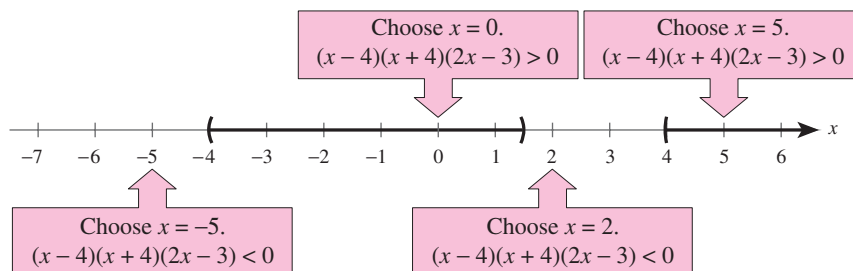 Choose x = 0.
(x − 4)(x + 4)(2x − 3) > 0
Choose x = 5.
(x − 4)(x + 4)(2x − 3) > 0
x
−7 −6 −5 −4 −3 −2 −1 0 1 2 3 4 5 6
Choose x = −5.
(x − 4)(x + 4)(2x − 3) < 0
Choose x = 2.
(x − 4)(x + 4)(2x − 3) < 0